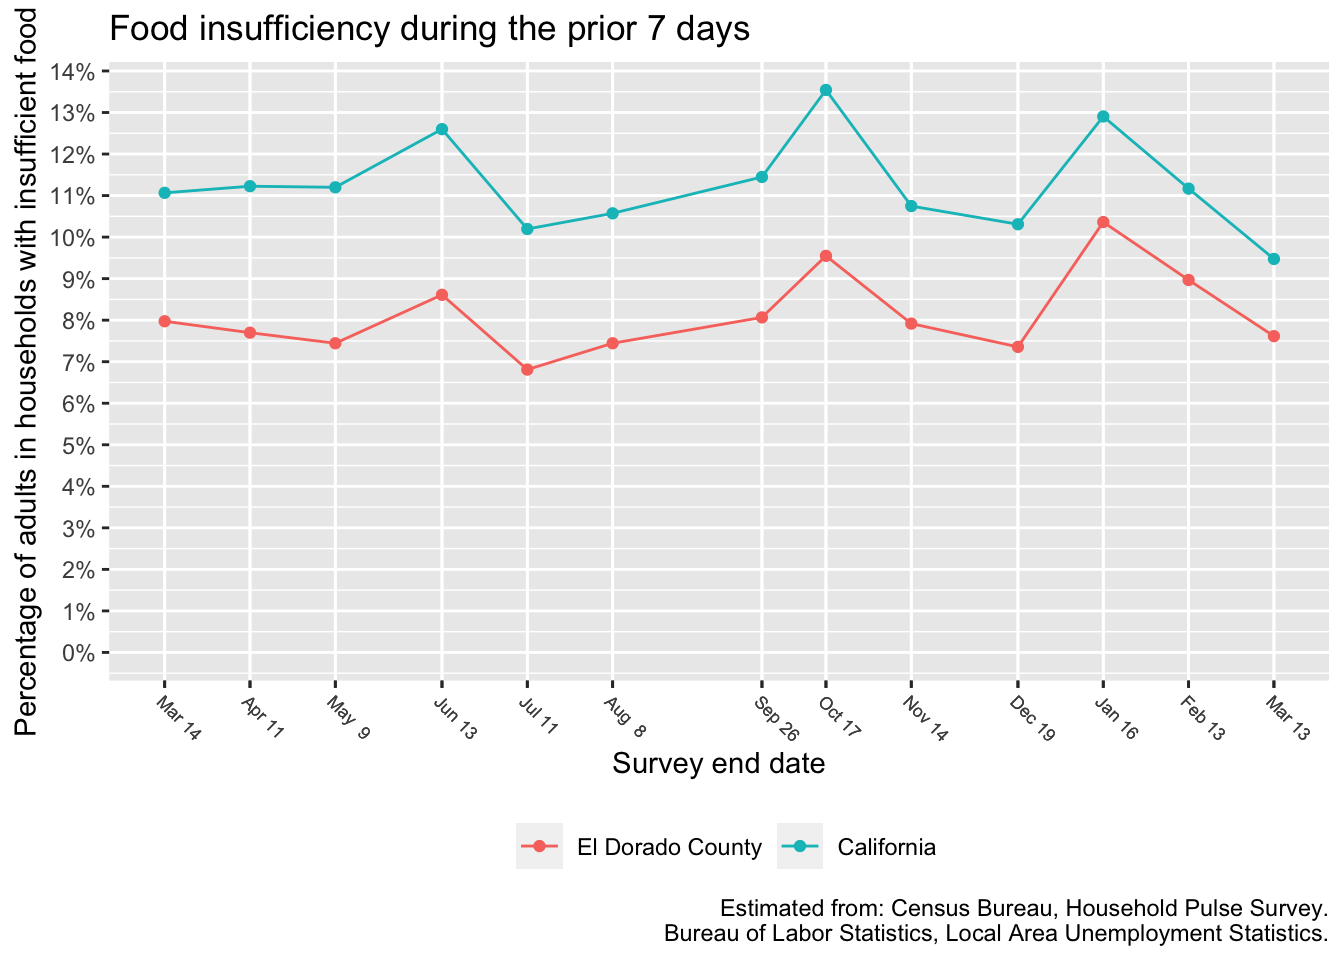 Food insufficiency during the prior 7 days
Percentage of adults in households with insufficient food
14%
13%
12%
11%
10%
9%
8%
7%
6%
5%
4%
3%
2%
1%
0%
Mar 14
Apr 11
May 9
Jun 13
Jul 11
Aug 8
Sep 26
Oct 17
Nov 14
Dec 19
Jan 16
Feb 13
Mar 13
Survey end date
El Dorado County
California
Estimated from: Census Bureau, Household Pulse Survey.
Bureau of Labor Statistics, Local Area Unemployment Statistics.